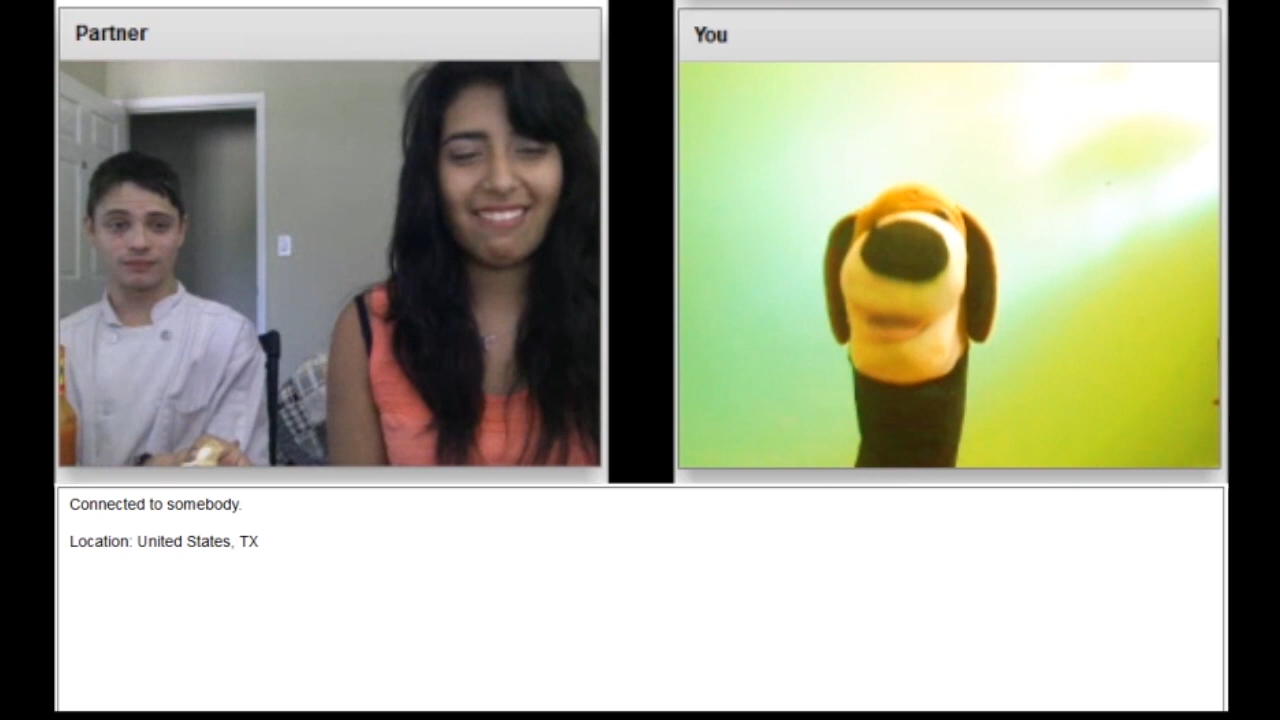 Partner
You
Connected to somebody.
Location: United States, TX